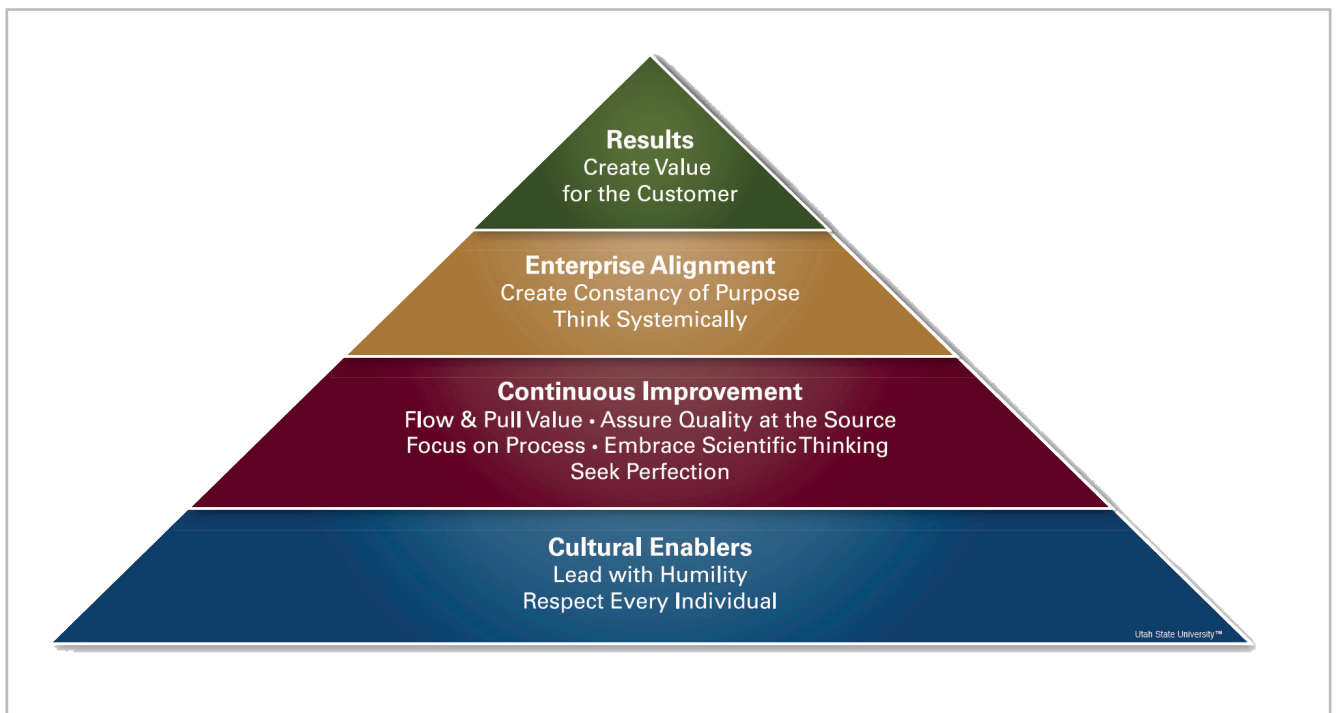 Results
Create Value
for the Customer
Enterprise Alignment
Create Constancy of Purpose
Think Systemically
Continuous Improvement
Flow & Pull Value • Assure Quality at the Source
Focus on Process • Embrace Scientific Thinking
Seek Perfection
Cultural Enablers
Lead with Humility
Respect Every Individual
Utah State University™